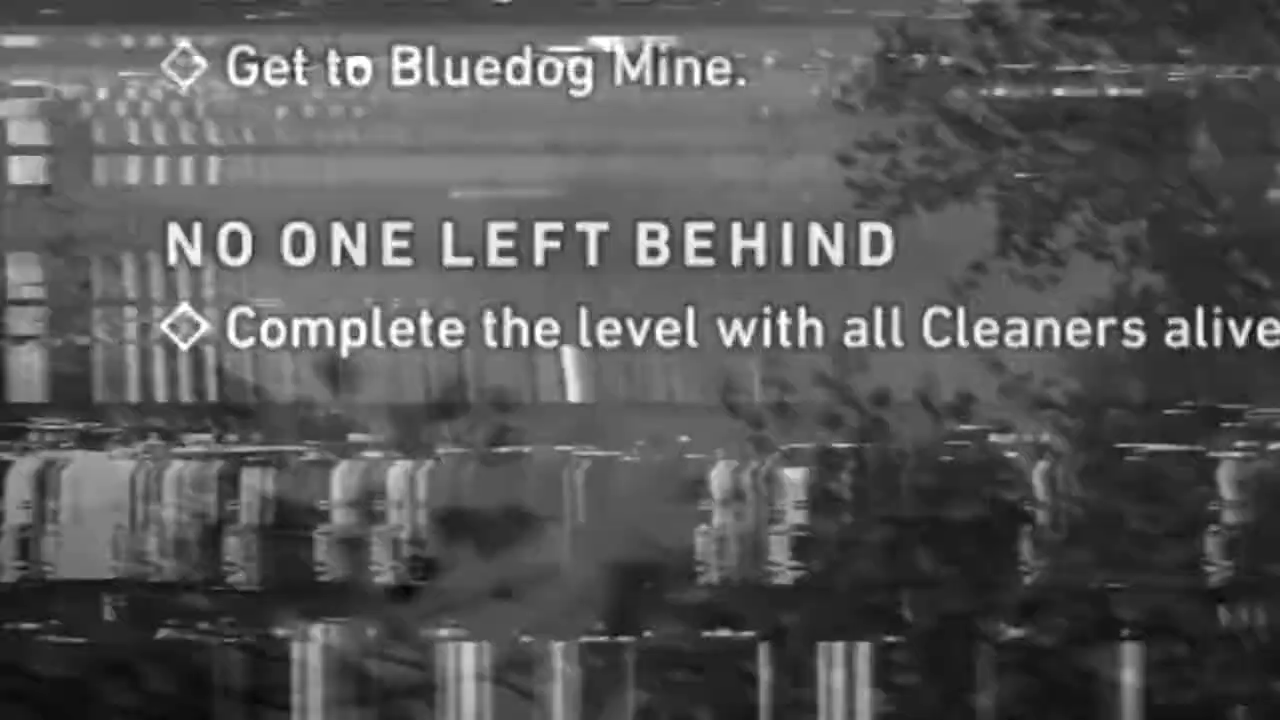 Get to Bluedog Mine.
NO ONE LEFT BEHIND
Complete the level with all Cleaners alive